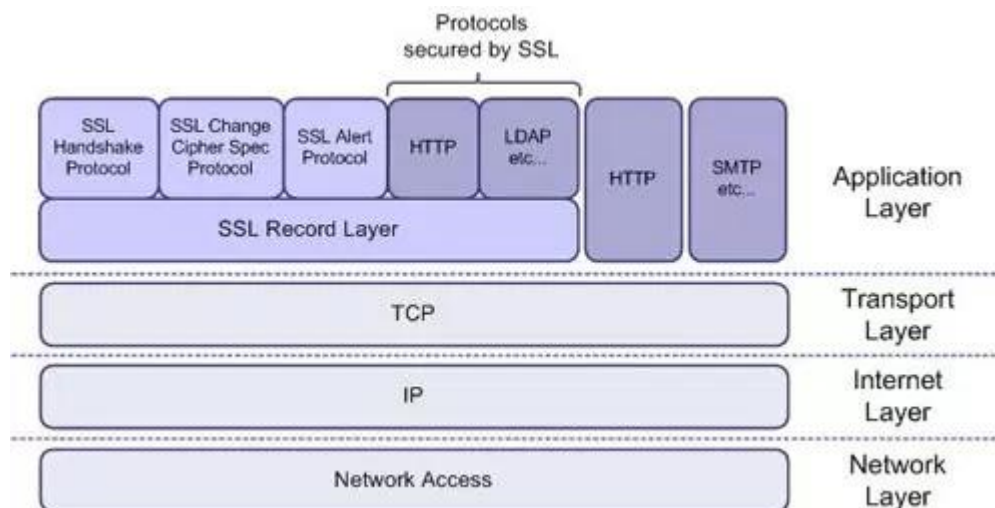 Protocols
secured by SSL
SSL
Handshake
Protocol
SSL Change
Cipher Spec
Protocol
SSL Alert
Protocol
HTTP
LDAP
etc...
HTTP
SMTP
etc...
Application
Layer
SSL Record Layer
TCP
Transport
Layer
IP
Internet
Layer
Network Access
Network
Layer